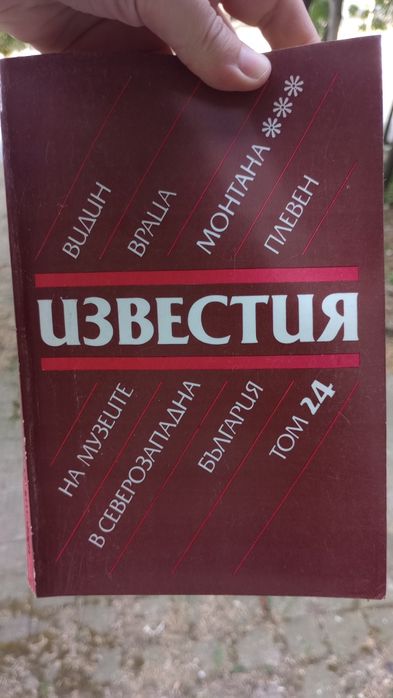 ВИДИН
ВРАЦА
МОНТАНА ***
ПЛЕВЕН
ИЗВЕСТИЯ
НА МУЗЕИТЕ
В СЕВЕРОЗАПАДНА
БЪЛГАРИЯ
ТОМ 24